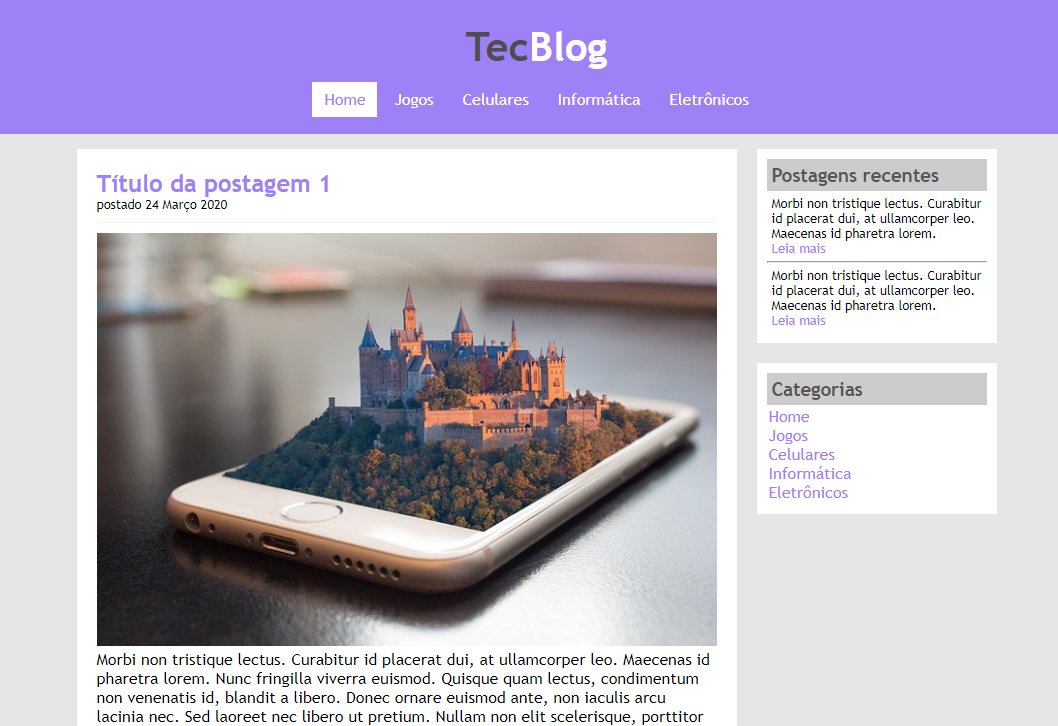 TecBlog
Home Jogos Celulares Informática Eletrônicos
Título da postagem 1
postado 24 Março 2020
Morbi non tristique lectus. Curabitur id placerat dui, at ullamcorper leo. Maecenas id
pharetra lorem. Nunc fringilla viverra euismod. Quisque quam lectus, condimentum
non venenatis id, blandit a libero. Donec ornare euismod ante, non iaculis arcu
lacinia nec. Sed laoreet nec libero ut pretium. Nullam non elit scelerisque, porttitor
Postagens recentes
Morbi non tristique lectus. Curabitur
id placerat dui, at ullamcorper leo.
Maecenas id pharetra lorem.
Leia mais
Morbi non tristique lectus. Curabitur
id placerat dui, at ullamcorper leo.
Maecenas id pharetra lorem.
Leia mais
Categorias
Home
Jogos
Celulares
Informática
Eletrônicos